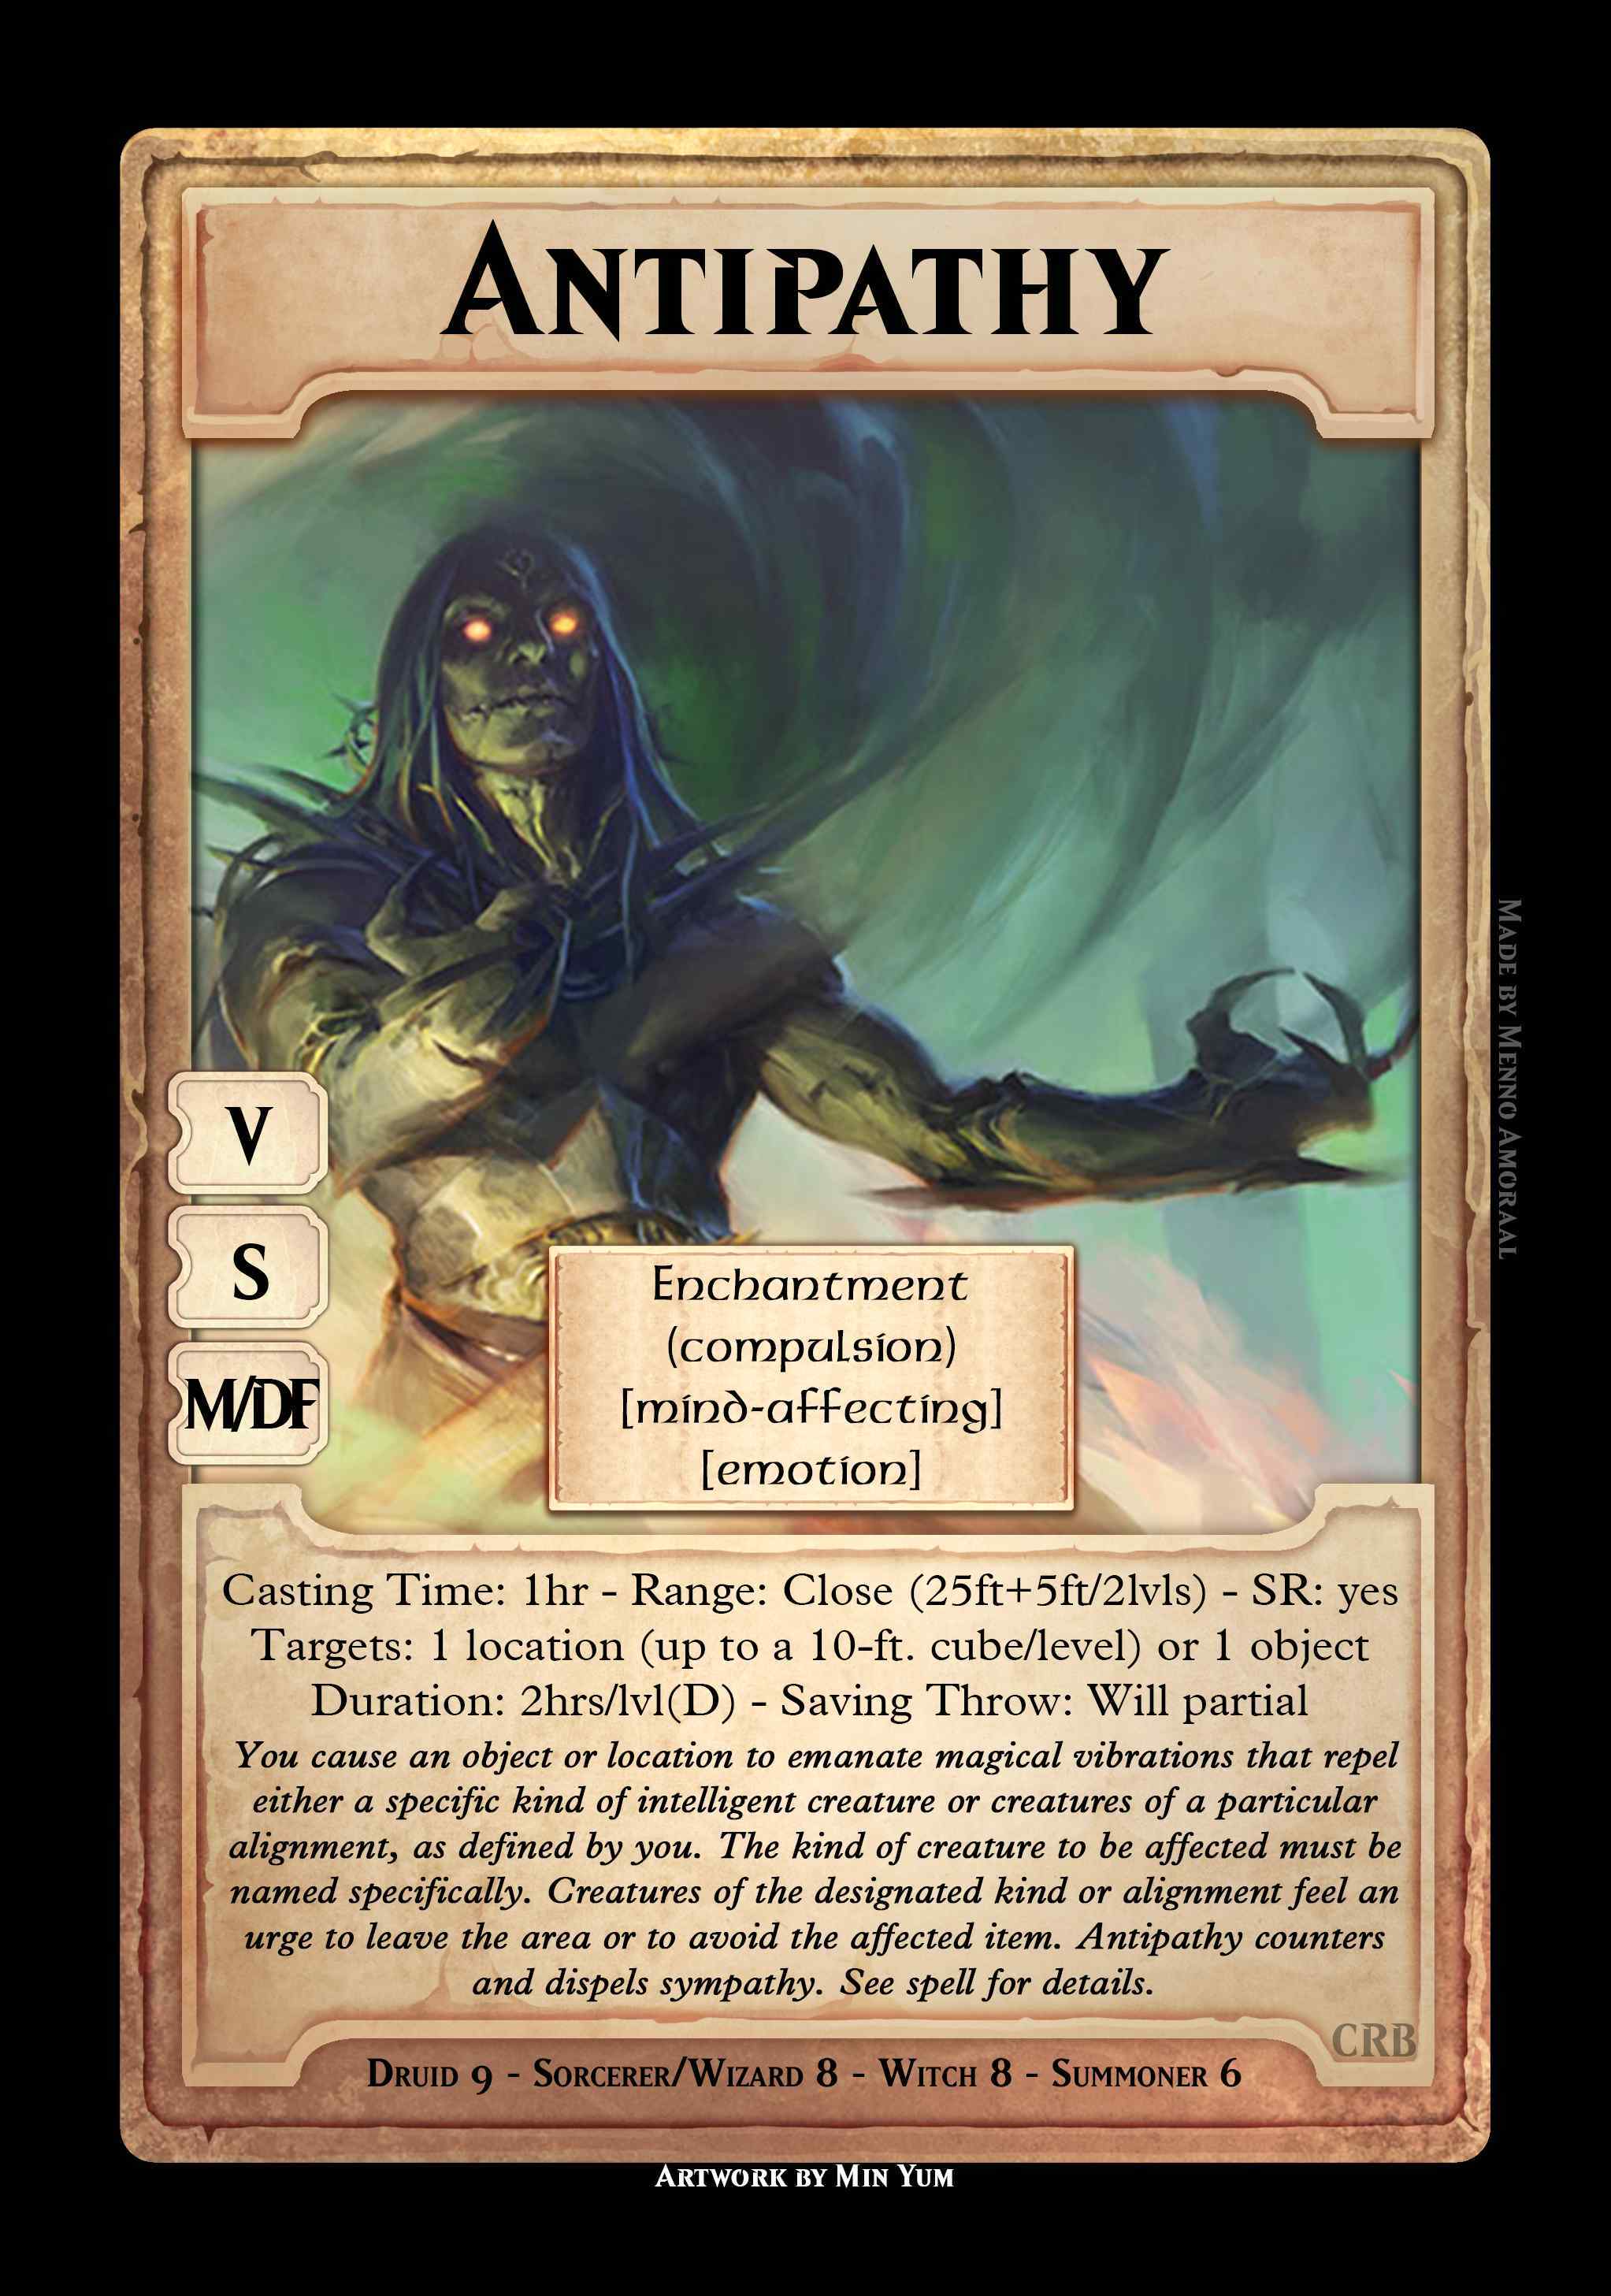 Antipathy
V
S
M/DF
Enchantment
(compulsion)
[mind-affecting]
[emotion]
Casting Time: 1hr - Range: Close (25ft+5ft/2lvls) - SR: yes
Targets: 1 location (up to a 10-ft. cube/level) or 1 object
Duration: 2hrs/lvl(D) - Saving Throw: Will partial
You cause an object or location to emanate magical vibrations that repel
either a specific kind of intelligent creature or creatures of a particular
alignment, as defined by you. The kind of creature to be affected must be
named specifically. Creatures of the designated kind or alignment feel an
urge to leave the area or to avoid the affected item. Antipathy counters
and dispels sympathy. See spell for details.
CRB
Druid 9 - Sorcerer/Wizard 8 - Witch 8 - Summoner 6
Artwork by Min Yum
Made by Menno Amoraal